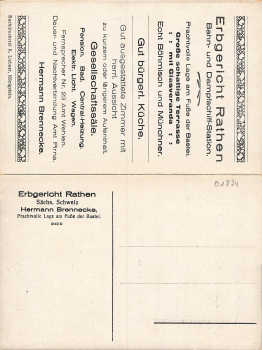 Erbgericht Rathen
Bahn- und Dampfschiff-Station.
Prachtvolle Lage am Fuße der Bastei.
Große schattige Terrasse
: : mit Glasveranda : :
Echt Böhmisch und Münchner.
Gut bürgerl. Küche.
Gut ausgestattete Zimmer mit
herrl. Aussicht
zu kurzem oder längerem Aufenthalt.
Gesellschaftssäle.
Pension. Bad. Central-Heizung.
Elektr. Licht. Wagen.
Fernsprecher Nr. 23 Amt Wehlen.
Dauer- und Nachtverbindung Amt Pirna.
Hermann Brennecke.
Erbgericht Rathen
Sächs. Schweiz
Hermann Brennecke,
Prachtvolle Lage am Fuße der Bastei.